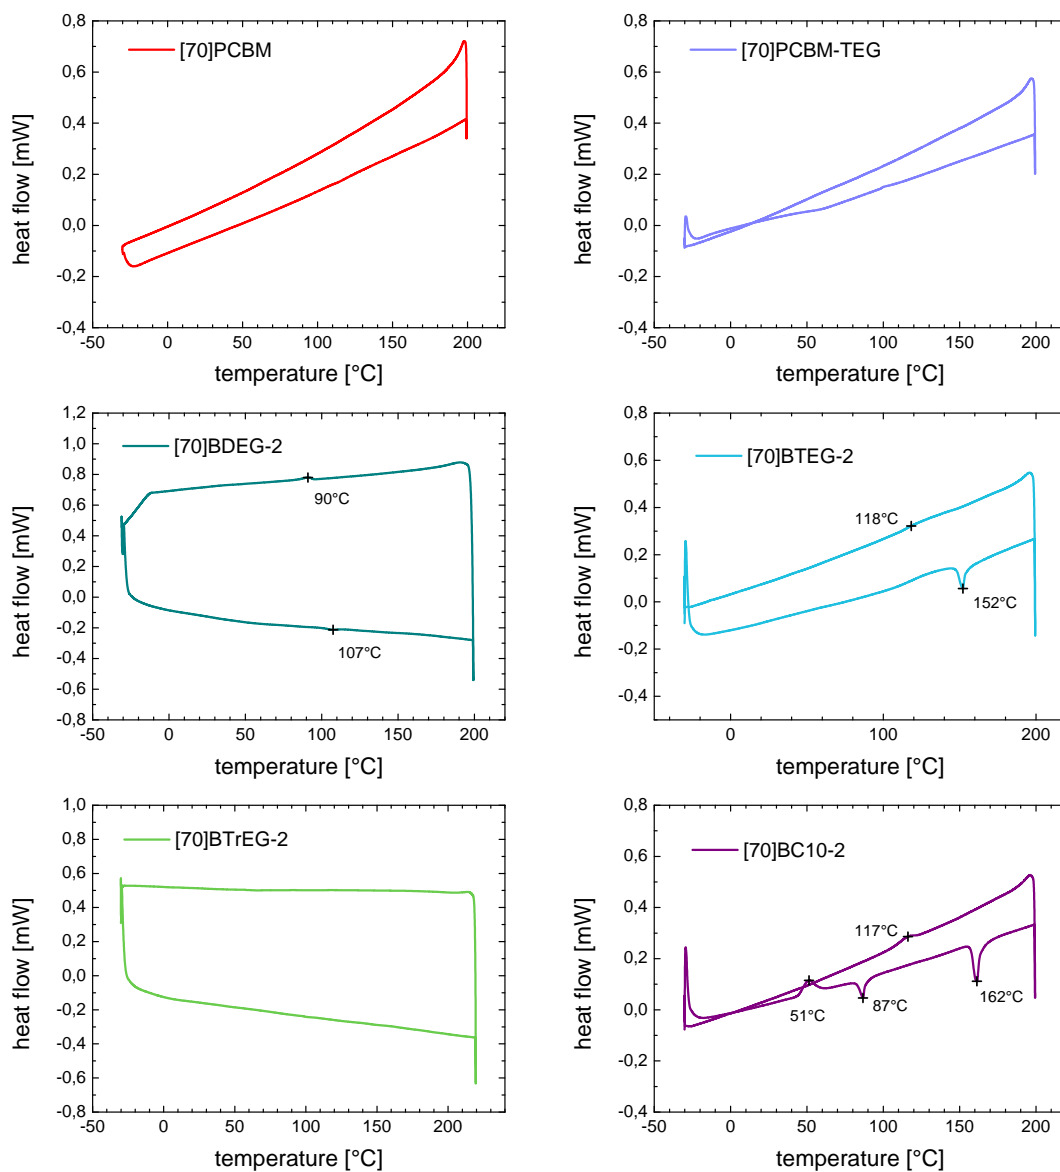 [70]PCBM
heat flow [mW]
0,8
0,6
0,4
0,2
0,0
-0,2
-0,4
-50 0 50 100 150 200
temperature [°C]
[70]PCBM-TEG
heat flow [mW]
0,8
0,6
0,4
0,2
0,0
-0,2
-0,4
-50 0 50 100 150 200
temperature [°C]
[70]BDEG-2
heat flow [mW]
1,2
1,0
0,8
0,6
0,4
0,2
0,0
-0,2
-0,4
-0,6
-0,8
90°C
107°C
-50 0 50 100 150 200
temperature [°C]
[70]BTEG-2
heat flow [mW]
0,8
0,6
0,4
0,2
0,0
-0,2
-0,4
118°C
152°C
-50 0 50 100 150 200
temperature [°C]
[70]BTrEG-2
heat flow [mW]
1,0
0,8
0,6
0,4
0,2
0,0
-0,2
-0,4
-0,6
-0,8
-50 0 50 100 150 200
temperature [°C]
[70]BC10-2
heat flow [mW]
0,8
0,6
0,4
0,2
0,0
-0,2
0,4
117°C
51°C
87°C
162°C
-50 0 50 100 150 200
temperature [°C]